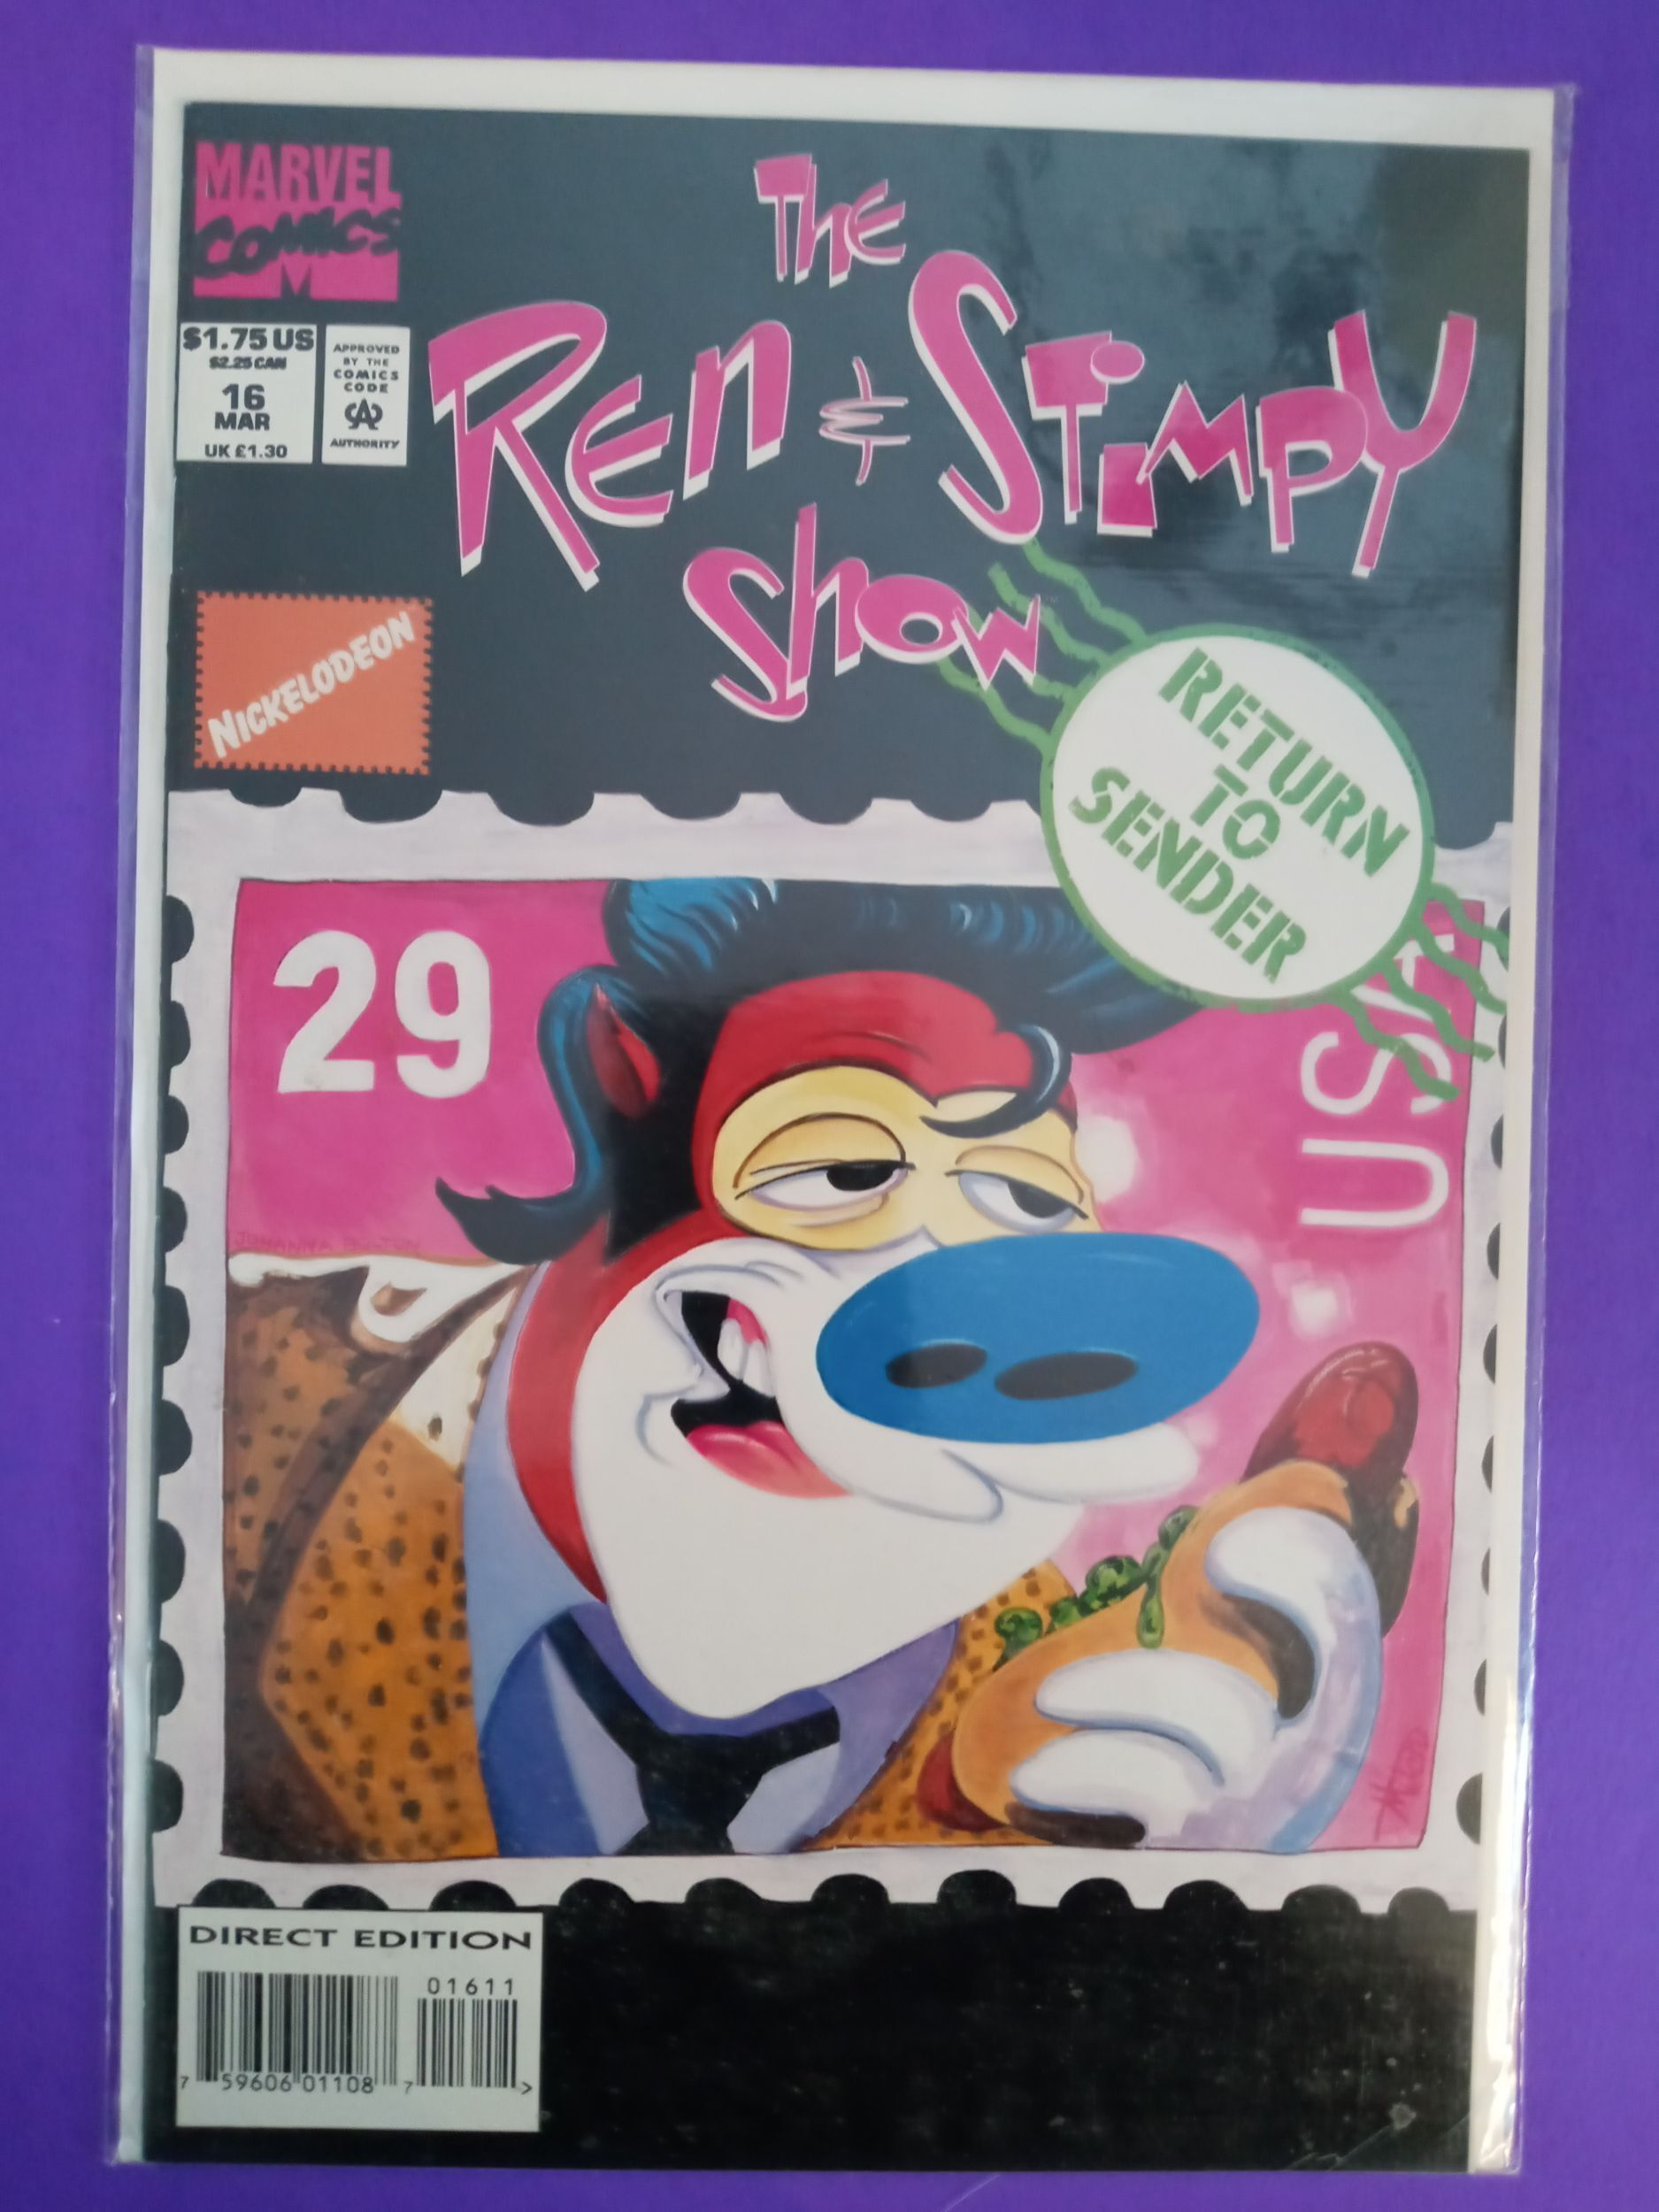 MARVEL
COMICS
M
$1.75 US
$2.25 CAN
16
MAR
UK £1.30
APPROVED
BY THE
COMICS
CODE
CA
AUTHORITY
The
Ren & Stimpy
Show
NICKELODEON
RETURN
TO
SENDER
29
USA
DIRECT EDITION
01611
7 59606 01108 7 >